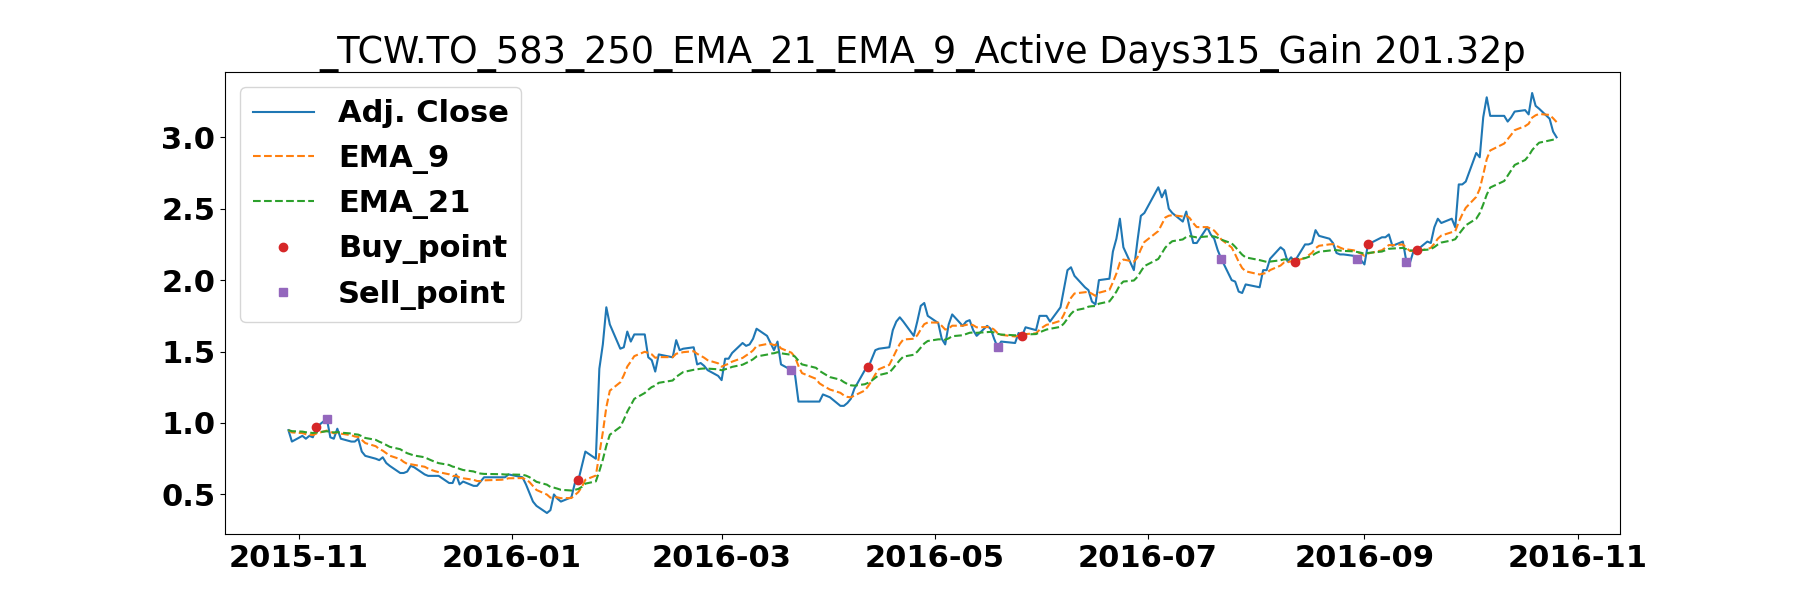 _TCW.TO_583_250_EMA_21_EMA_9_Active Days315_Gain 201.32p
Adj. Close
EMA_9
EMA_21
Buy_point
Sell_point
3.0
2.5
2.0
1.5
1.0
0.5
2015-11 2016-01 2016-03 2016-05 2016-07 2016-09 2016-11